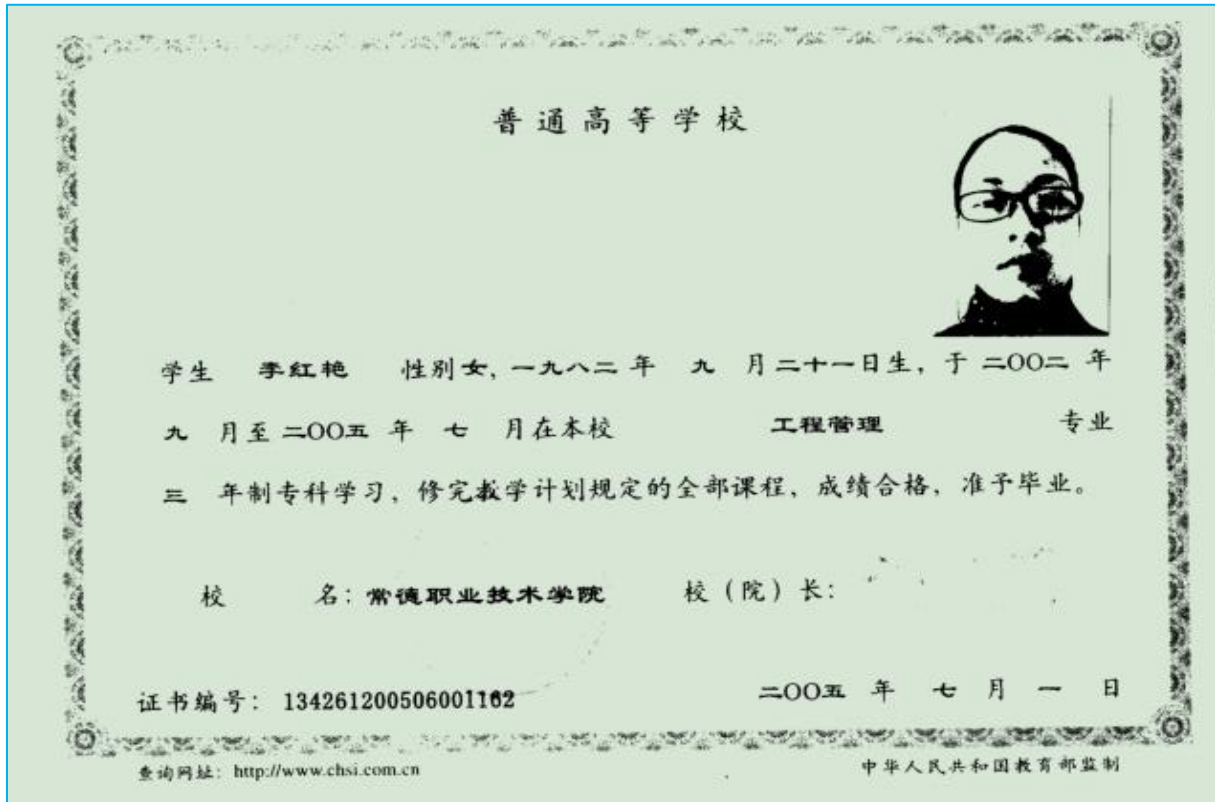 普通高等学校
学生 李红艳 性别女, 一九八二 年 九 月二十一日生, 于 二OO二 年
九 月至 二OO五 年 七 月在本校 工程管理 专业
三 年制专科学习, 修完教学计划规定的全部课程, 成绩合格, 准予毕业。
校 名: 常德职业技术学院 校（院）长:
证书编号: 134261200506001162 二OO五 年 七 月 一 日
查询网址: http://www.chsi.com.cn 中华人民共和国教育部监制